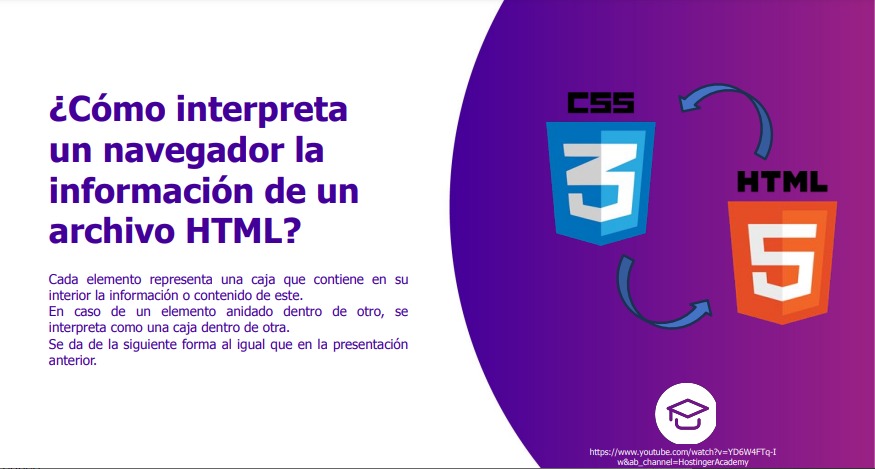 ¿Cómo interpreta
un navegador la
información de un
archivo HTML?
Cada elemento representa una caja que contiene en su
interior la información o contenido de este.
En caso de un elemento anidado dentro de otro, se
interpreta como una caja dentro de otra.
Se da de la siguiente forma al igual que en la presentación
anterior.
CSS
3
HTML
5
https://www.youtube.com/watch?v=YD6W4FTq-I
w&ab_channel=HostingerAcademy